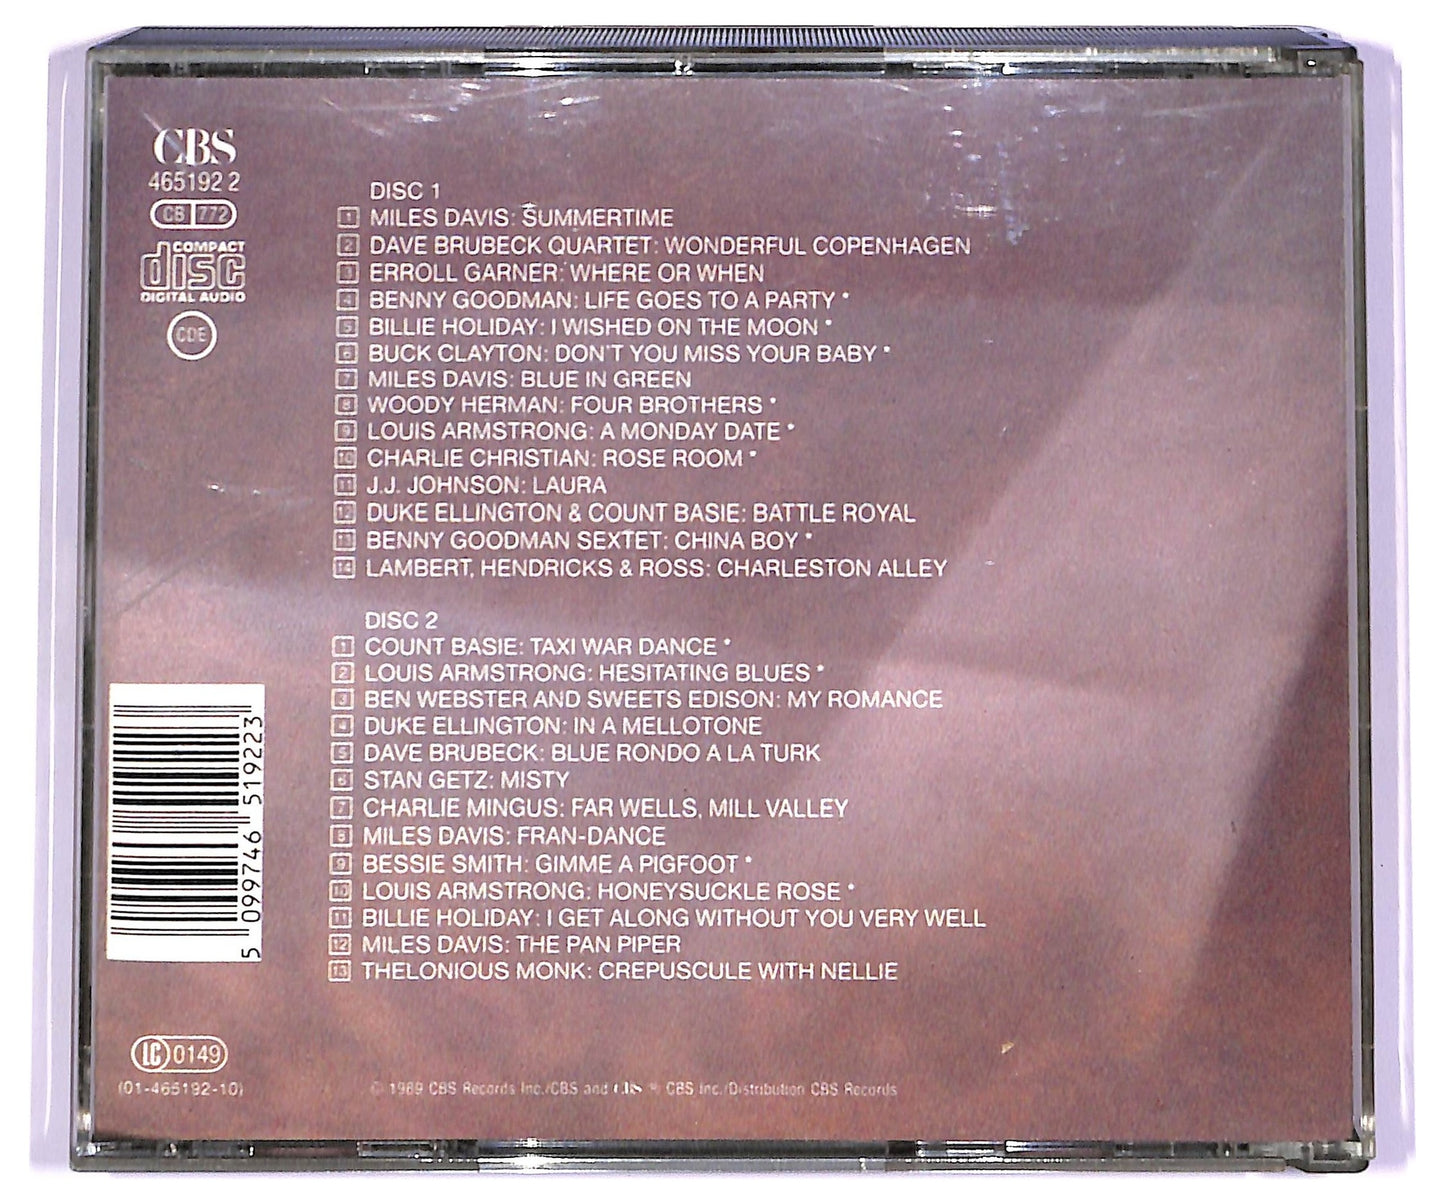 CBS
465192 2
CB 772
COMPACT
disc
DIGITAL AUDIO
CDE
DISC 1
1 MILES DAVIS: SUMMERTIME
2 DAVE BRUBECK QUARTET: WONDERFUL COPENHAGEN
3 ERROLL GARNER: WHERE OR WHEN
4 BENNY GOODMAN: LIFE GOES TO A PARTY *
5 BILLIE HOLIDAY: I WISHED ON THE MOON *
6 BUCK CLAYTON: DON'T YOU MISS YOUR BABY *
7 MILES DAVIS: BLUE IN GREEN
8 WOODY HERMAN: FOUR BROTHERS *
9 LOUIS ARMSTRONG: A MONDAY DATE *
10 CHARLIE CHRISTIAN: ROSE ROOM *
11 J.J. JOHNSON: LAURA
12 DUKE ELLINGTON & COUNT BASIE: BATTLE ROYAL
13 BENNY GOODMAN SEXTET: CHINA BOY *
14 LAMBERT, HENDRICKS & ROSS: CHARLESTON ALLEY
DISC 2
1 COUNT BASIE: TAXI WAR DANCE *
2 LOUIS ARMSTRONG: HESITATING BLUES *
3 BEN WEBSTER AND SWEETS EDISON: MY ROMANCE
4 DUKE ELLINGTON: IN A MELLOTONE
5 DAVE BRUBECK: BLUE RONDO A LA TURK
6 STAN GETZ: MISTY
7 CHARLIE MINGUS: FAR WELLS, MILL VALLEY
8 MILES DAVIS: FRAN-DANCE
9 BESSIE SMITH: GIMME A PIGFOOT *
10 LOUIS ARMSTRONG: HONEYSUCKLE ROSE *
11 BILLIE HOLIDAY: I GET ALONG WITHOUT YOU VERY WELL
12 MILES DAVIS: THE PAN PIPER
13 THELONIOUS MONK: CREPUSCULE WITH NELLIE
5 099746 519223
LC 0149
(01-465192-10)
© 1989 CBS Records Inc./CBS and CBS ® CBS Inc./Distribution CBS Records